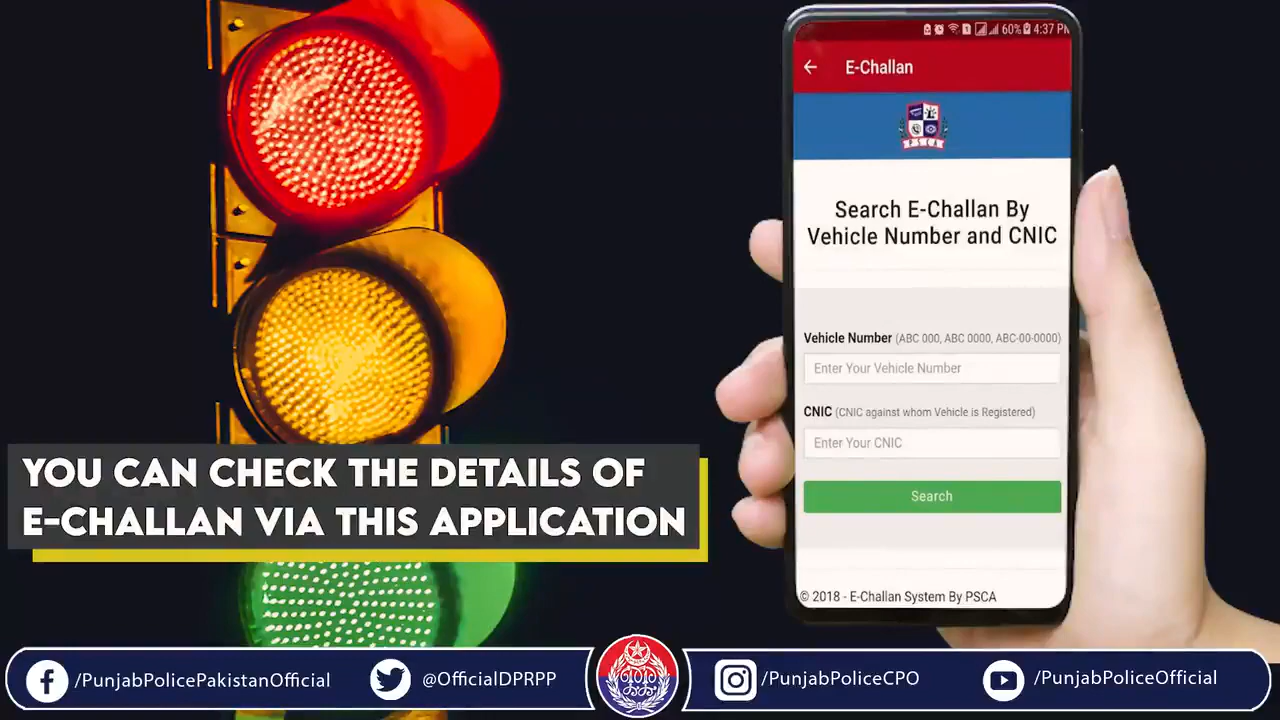 60% 4:37 PM
E-Challan
PSCA
Search E-Challan By
Vehicle Number and CNIC
Vehicle Number (ABC 000, ABC 0000, ABC-00-0000)
Enter Your Vehicle Number
CNIC (CNIC against whom Vehicle is Registered)
Enter Your CNIC
Search
© 2018 - E-Challan System By PSCA
YOU CAN CHECK THE DETAILS OF
E-CHALLAN VIA THIS APPLICATION
/PunjabPolicePakistanOfficial
@OfficialDPRPP
/PunjabPoliceCPO
/PunjabPoliceOfficial